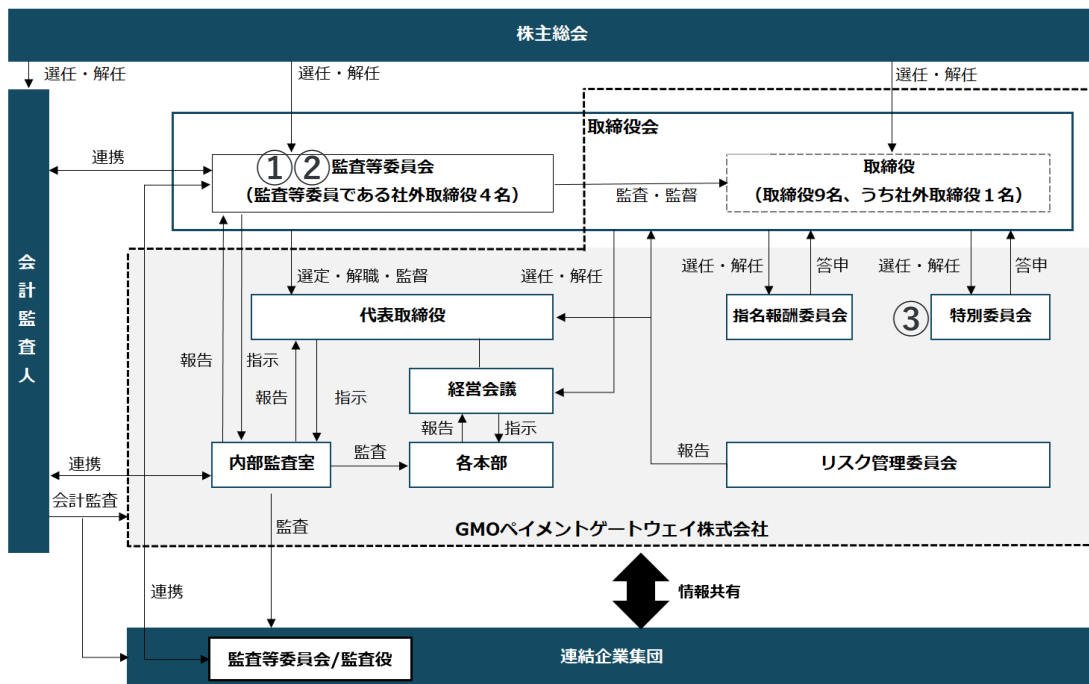 株主総会
選任・解任
選任・解任
選任・解任
会計監査人
取締役会
連携
① ② 監査等委員会
（監査等委員である社外取締役４名）
監査・監督
取締役
（取締役9名、うち社外取締役１名）
選定・解職・監督
選任・解任
選任・解任
答申
選任・解任
答申
代表取締役
指名報酬委員会
③ 特別委員会
報告
指示
報告
指示
経営会議
報告
指示
内部監査室
監査
各本部
報告
リスク管理委員会
連携
会計監査
監査
GMOペイメントゲートウェイ株式会社
連携
情報共有
監査等委員会/監査役
連結企業集団